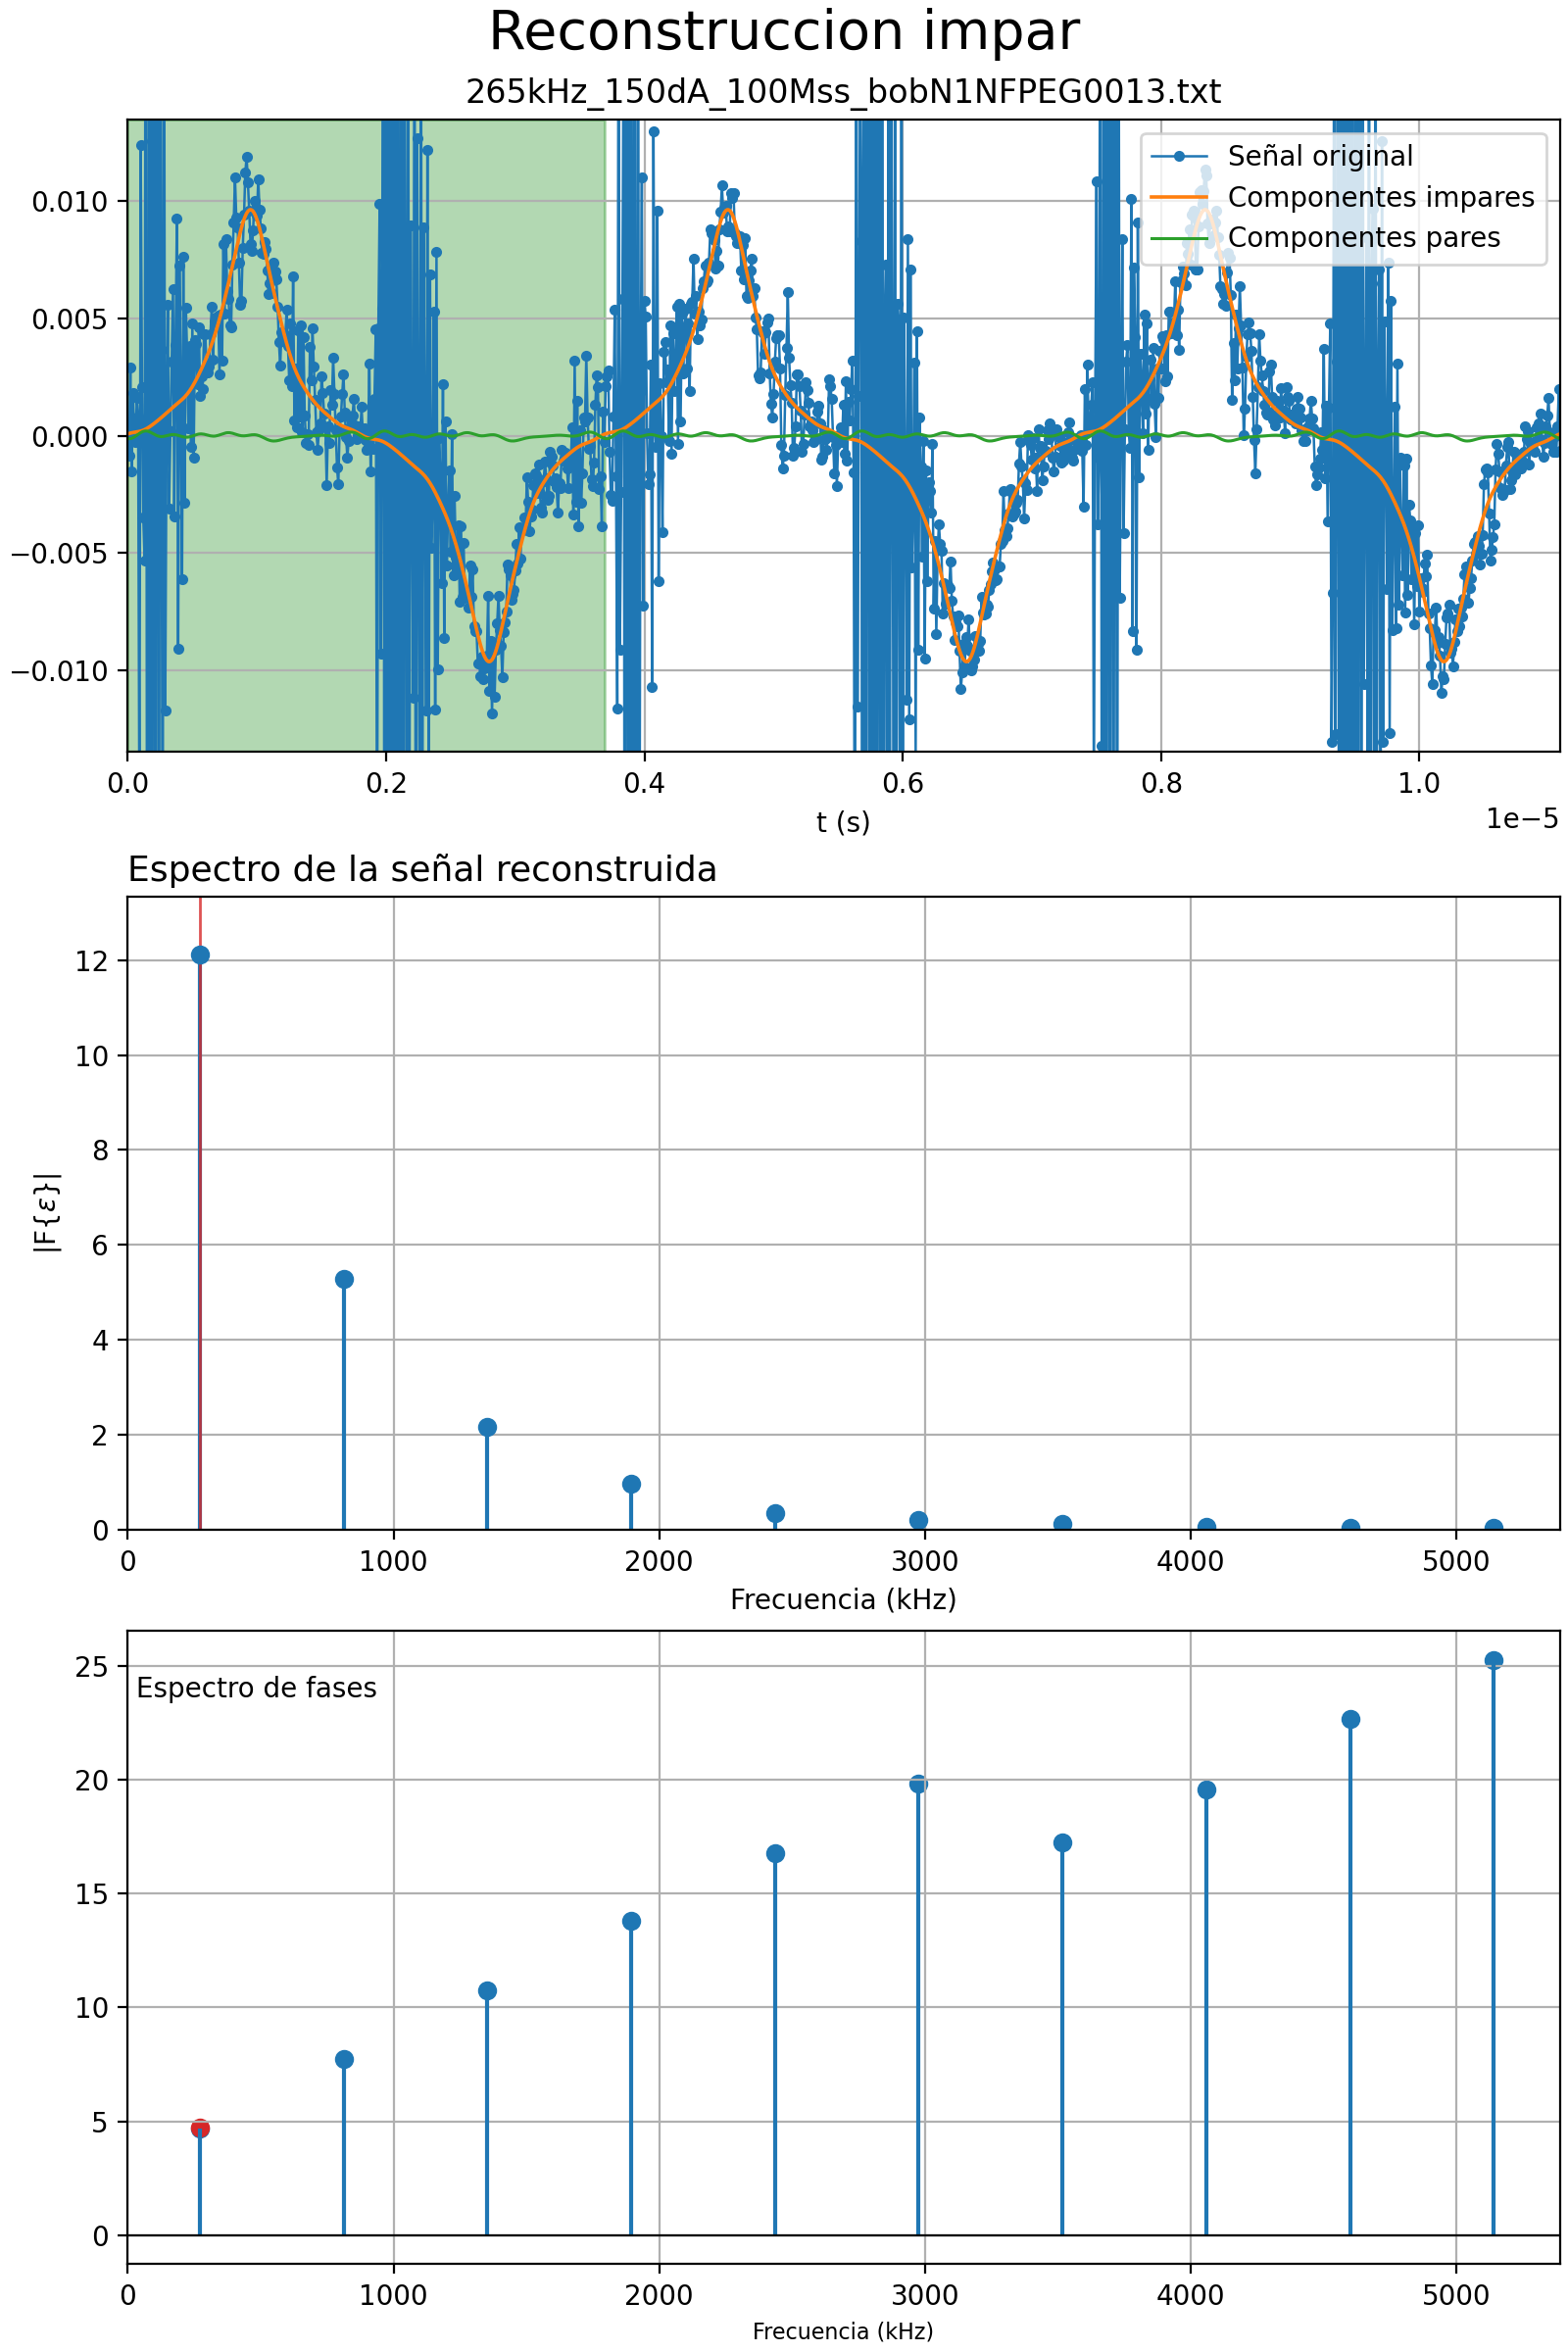 Reconstruccion impar
265kHz_150dA_100Mss_bobN1NFPEG0013.txt
Señal original
Componentes impares
Componentes pares
0.010
0.005
0.000
−0.005
−0.010
0.0 0.2 0.4 0.6 0.8 1.0
1e−5
t (s)
Espectro de la señal reconstruida
12
10
8
6
4
2
0
|F{ε}|
0 1000 2000 3000 4000 5000
Frecuencia (kHz)
Espectro de fases
25
20
15
10
5
0
0 1000 2000 3000 4000 5000
Frecuencia (kHz)